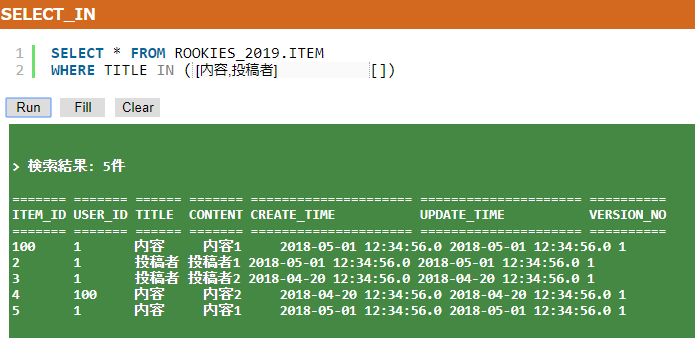 SELECT_IN
1 SELECT * FROM ROOKIES_2019.ITEM
2 WHERE TITLE IN ( [内容,投稿者] [])
Run Fill Clear
> 検索結果: 5件
======= ======= ====== ======= ===================== ===================== ==========
ITEM_ID USER_ID TITLE CONTENT CREATE_TIME UPDATE_TIME VERSION_NO
======= ======= ====== ======= ===================== ===================== ==========
100 1 内容 内容1 2018-05-01 12:34:56.0 2018-05-01 12:34:56.0 1
2 1 投稿者 投稿者1 2018-05-01 12:34:56.0 2018-05-01 12:34:56.0 1
3 1 投稿者 投稿者2 2018-04-20 12:34:56.0 2018-04-20 12:34:56.0 1
4 100 内容 内容2 2018-04-20 12:34:56.0 2018-04-20 12:34:56.0 1
5 1 内容 内容1 2018-05-01 12:34:56.0 2018-05-01 12:34:56.0 1